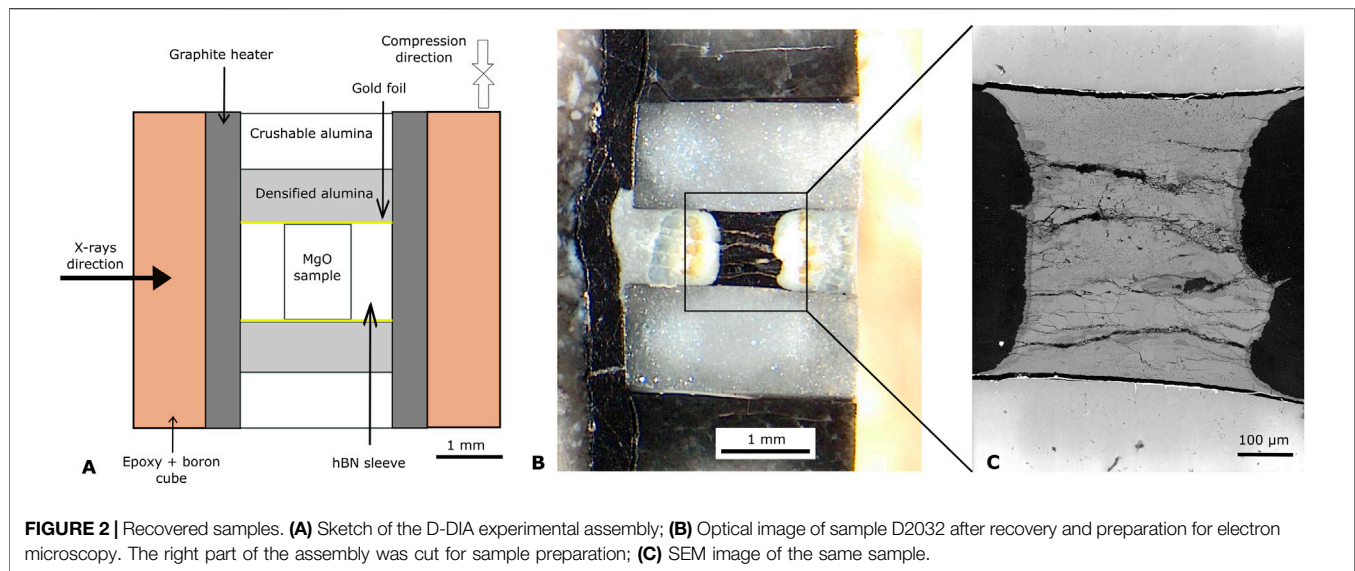 Compression
direction
Graphite heater
Gold foil
Crushable alumina
Densified alumina
X-rays
direction
MgO
sample
1 mm
A
Epoxy + boron
cube
hBN sleeve
B
1 mm
C
100 µm
FIGURE 2 | Recovered samples. (A) Sketch of the D-DIA experimental assembly; (B) Optical image of sample D2032 after recovery and preparation for electron
microscopy. The right part of the assembly was cut for sample preparation; (C) SEM image of the same sample.